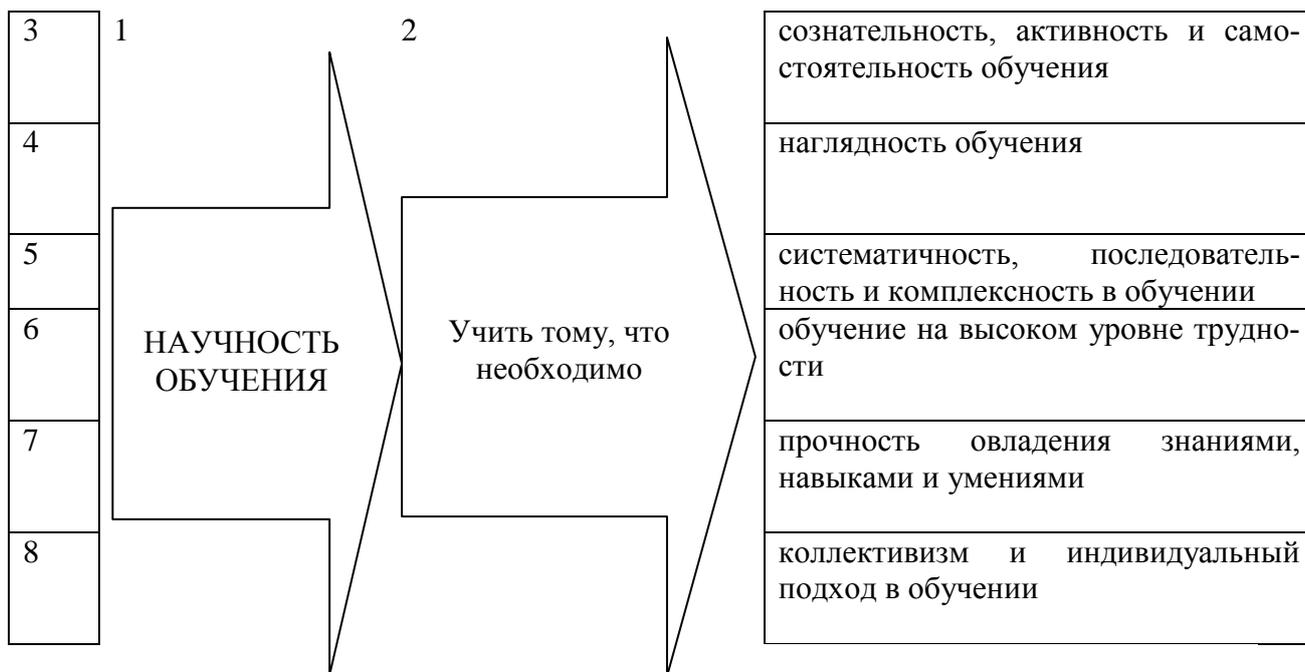 3
1
2
сознательность, активность и само-
стоятельность обучения
4
наглядность обучения
5
систематичность, последователь-
ность и комплексность в обучении
6
НАУЧНОСТЬ
ОБУЧЕНИЯ
Учить тому, что
необходимо
обучение на высоком уровне трудно-
сти
7
прочность овладения знаниями,
навыками и умениями
8
коллективизм и индивидуальный
подход в обучении